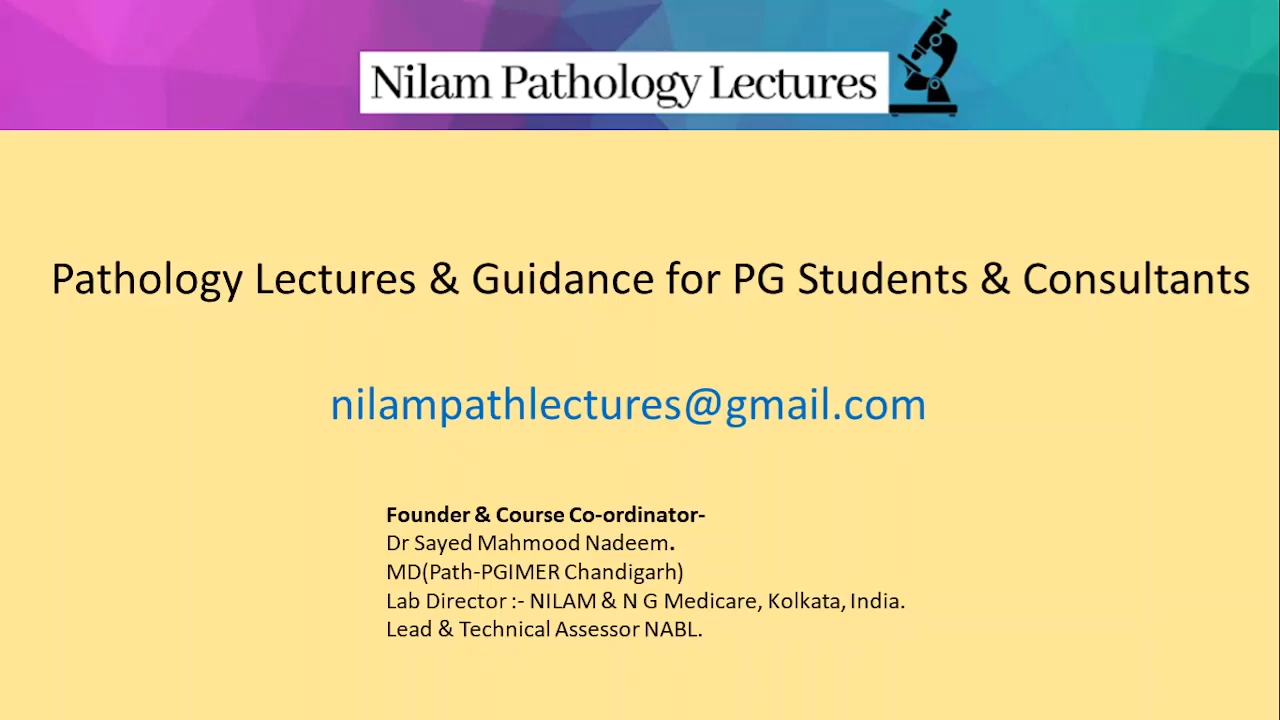 Nilam Pathology Lectures
Pathology Lectures & Guidance for PG Students & Consultants
nilampathlectures@gmail.com
Founder & Course Co-ordinator-
Dr Sayed Mahmood Nadeem.
MD(Path-PGIMER Chandigarh)
Lab Director :- NILAM & N G Medicare, Kolkata, India.
Lead & Technical Assessor NABL.